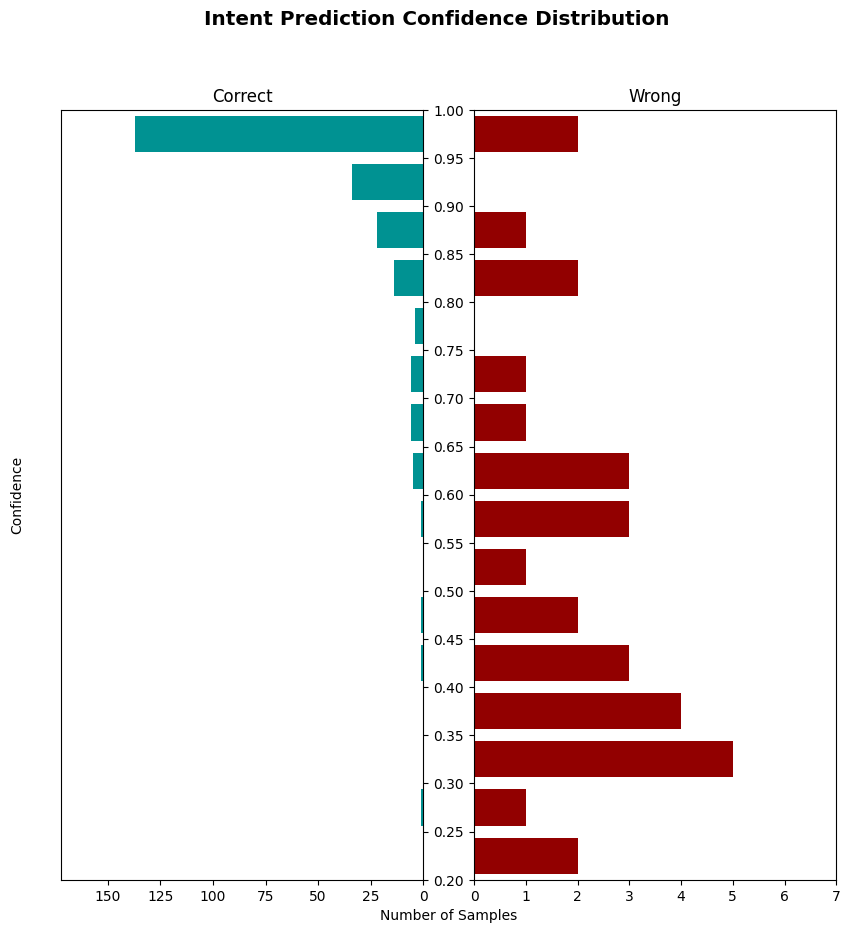 Intent Prediction Confidence Distribution
Correct
Wrong
1.00
0.95
0.90
0.85
0.80
0.75
0.70
0.65
0.60
0.55
0.50
0.45
0.40
0.35
0.30
0.25
0.20
Confidence
150 125 100 75 50 25 0
0 1 2 3 4 5 6 7
Number of Samples